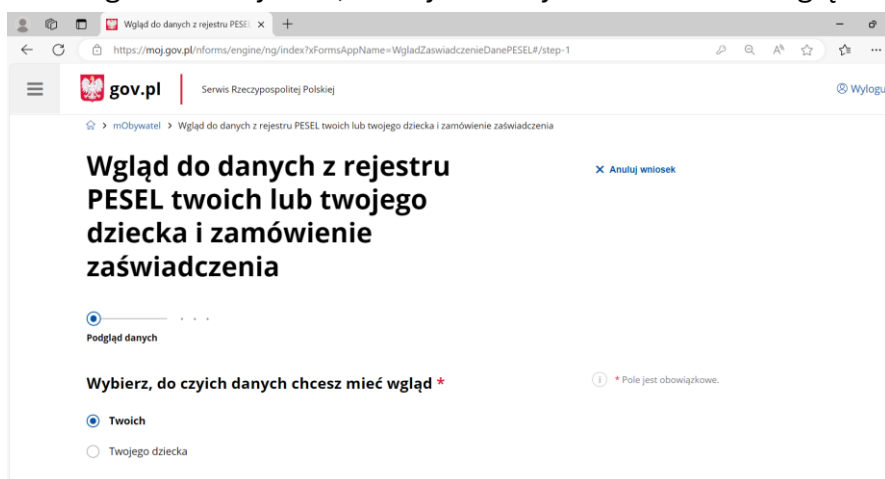 Wgląd do danych z rejestru PESEL
https://moj.gov.pl/nforms/engine/ng/index?xFormsAppName=WgladZaswiadczenieDanePESEL#/step-1
gov.pl
Serwis Rzeczypospolitej Polskiej
Wylogu
mObywatel > Wgląd do danych z rejestru PESEL twoich lub twojego dziecka i zamówienie zaświadczenia
Wgląd do danych z rejestru
PESEL twoich lub twojego
dziecka i zamówienie
zaświadczenia
Anuluj wniosek
Podgląd danych
Wybierz, do czyich danych chcesz mieć wgląd *
* Pole jest obowiązkowe.
Twoich
Twojego dziecka